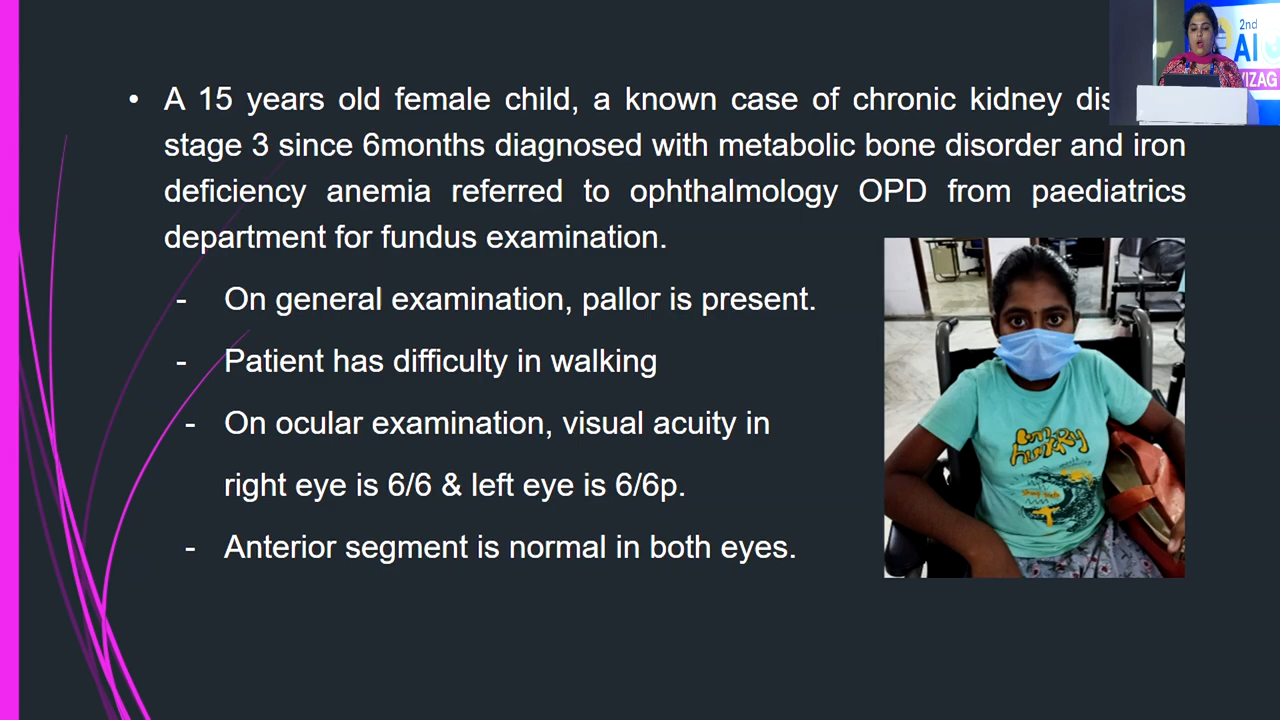 • A 15 years old female child, a known case of chronic kidney
stage 3 since 6months diagnosed with metabolic bone disorder and iron
deficiency anemia referred to ophthalmology OPD from paediatrics
department for fundus examination.
- On general examination, pallor is present.
- Patient has difficulty in walking
- On ocular examination, visual acuity in
right eye is 6/6 & left eye is 6/6p.
- Anterior segment is normal in both eyes.
2nd
AI
VIZAG
hungry